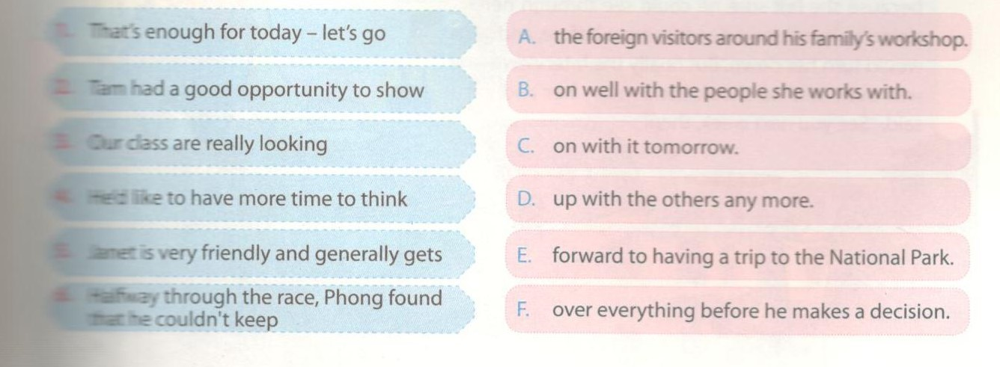 1. That's enough for today – let's go
2. Tam had a good opportunity to show
3. Our class are really looking
4. He'd like to have more time to think
5. Janet is very friendly and generally gets
6. Halfway through the race, Phong found
that he couldn't keep
A. the foreign visitors around his family's workshop.
B. on well with the people she works with.
C. on with it tomorrow.
D. up with the others any more.
E. forward to having a trip to the National Park.
F. over everything before he makes a decision.